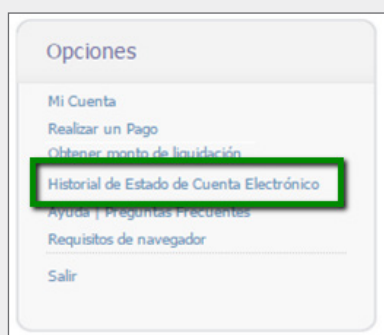 Opciones
Mi Cuenta
Realizar un Pago
Obtener monto de liquidación
Historial de Estado de Cuenta Electrónico
Ayuda | Preguntas Frecuentes
Requisitos de navegador
Salir